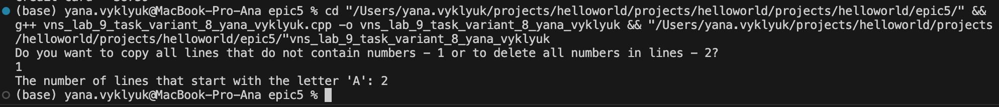 (base) yana.vyklyuk@MacBook-Pro-Ana epic5 % cd "/Users/yana.vyklyuk/projects/helloworld/projects/helloworld/projects/helloworld/epic5/" &&
g++ vns_lab_9_task_variant_8_yana_vyklyuk.cpp -o vns_lab_9_task_variant_8_yana_vyklyuk && "/Users/yana.vyklyuk/projects/helloworld/projects
/helloworld/projects/helloworld/epic5/"vns_lab_9_task_variant_8_yana_vyklyuk
Do you want to copy all lines that do not contain numbers - 1 or to delete all numbers in lines - 2?
1
The number of lines that start with the letter 'A': 2
(base) yana.vyklyuk@MacBook-Pro-Ana epic5 %